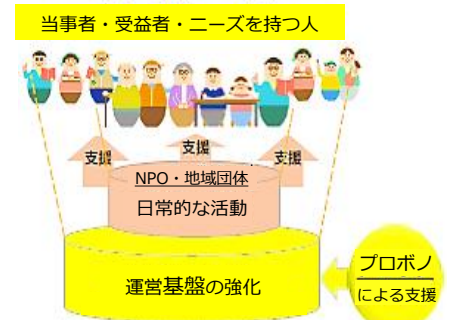 当事者・受益者・ニーズを持つ人
支援
支援
支援
NPO・地域団体
日常的な活動
運営基盤の強化
プロボノ
による支援